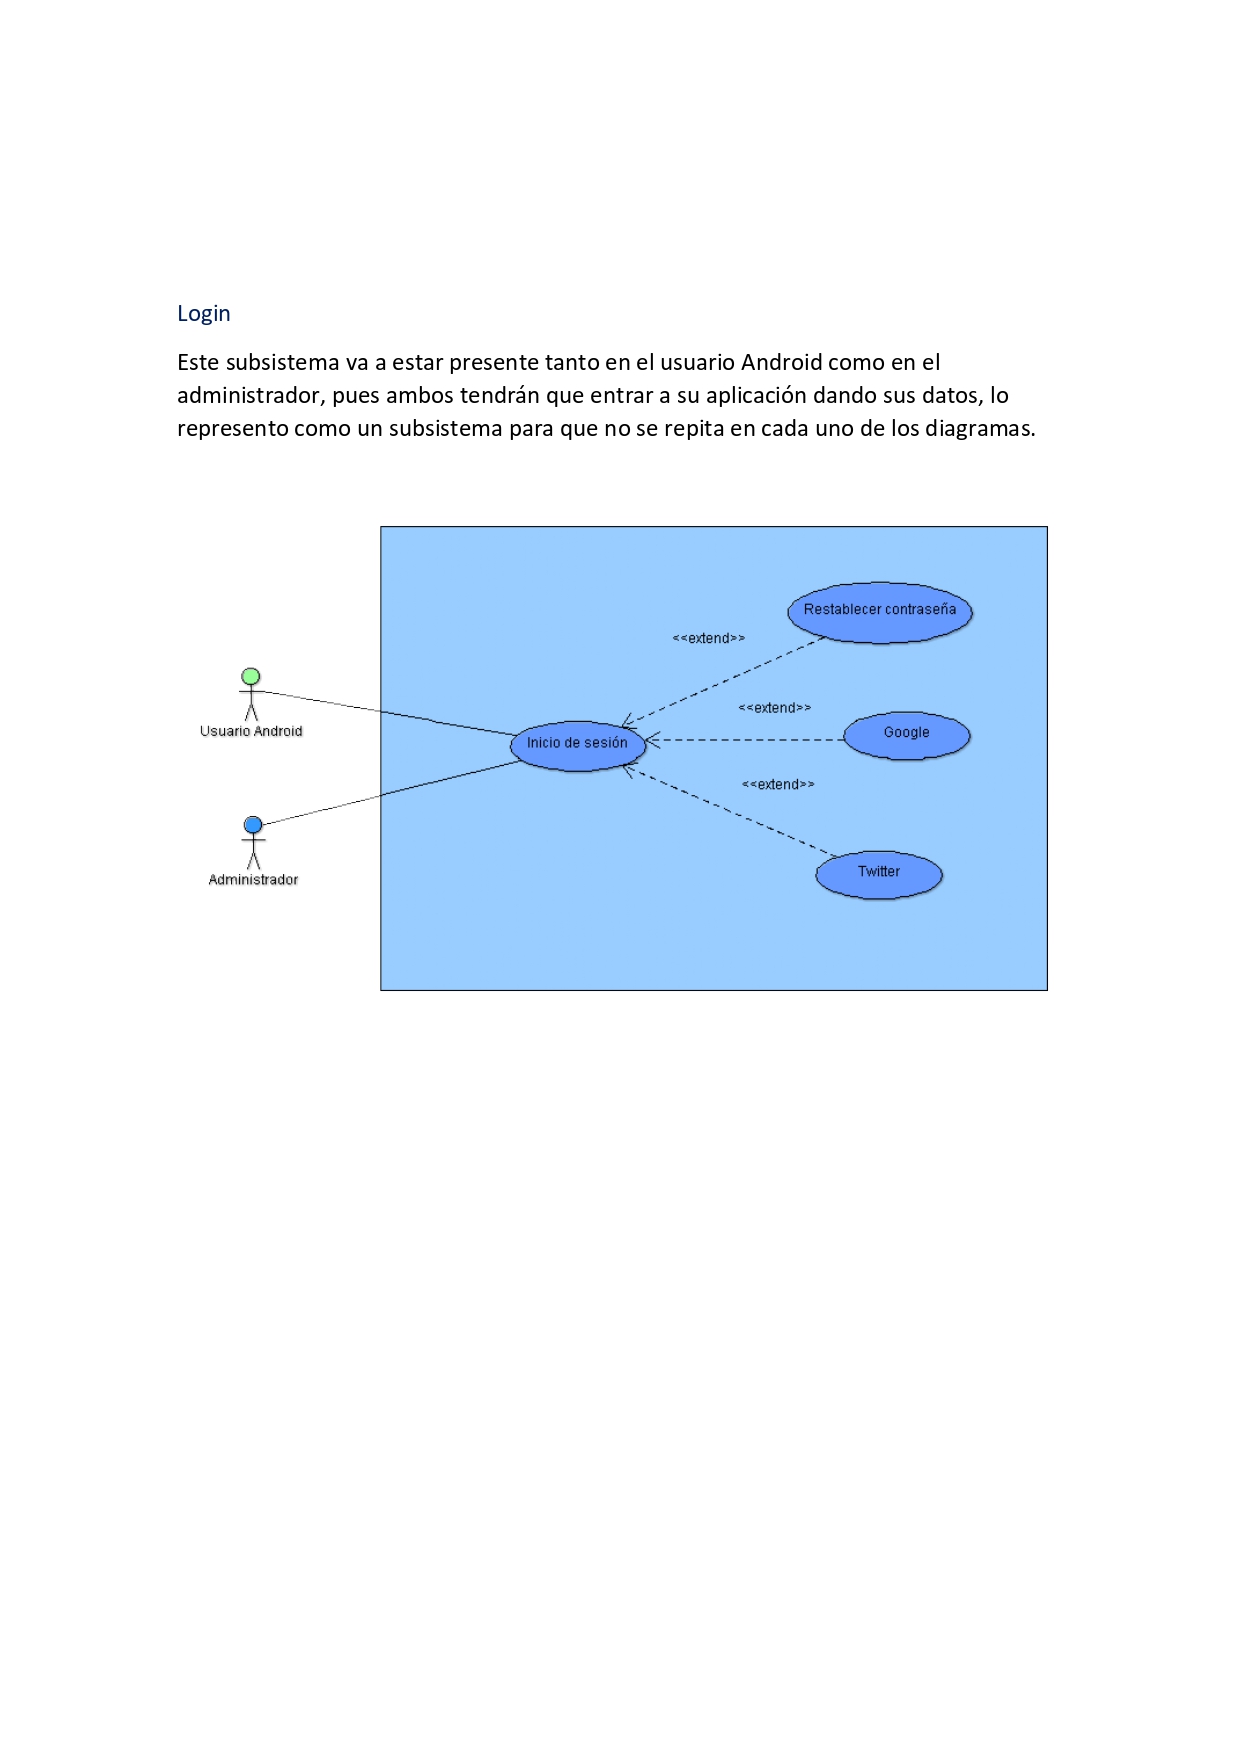 Login
Este subsistema va a estar presente tanto en el usuario Android como en el
administrador, pues ambos tendrán que entrar a su aplicación dando sus datos, lo
represento como un subsistema para que no se repita en cada uno de los diagramas.
Restablecer contraseña
<<extend>>
<<extend>>
Usuario Android
Google
Inicio de sesión
<<extend>>
Twitter
Administrador